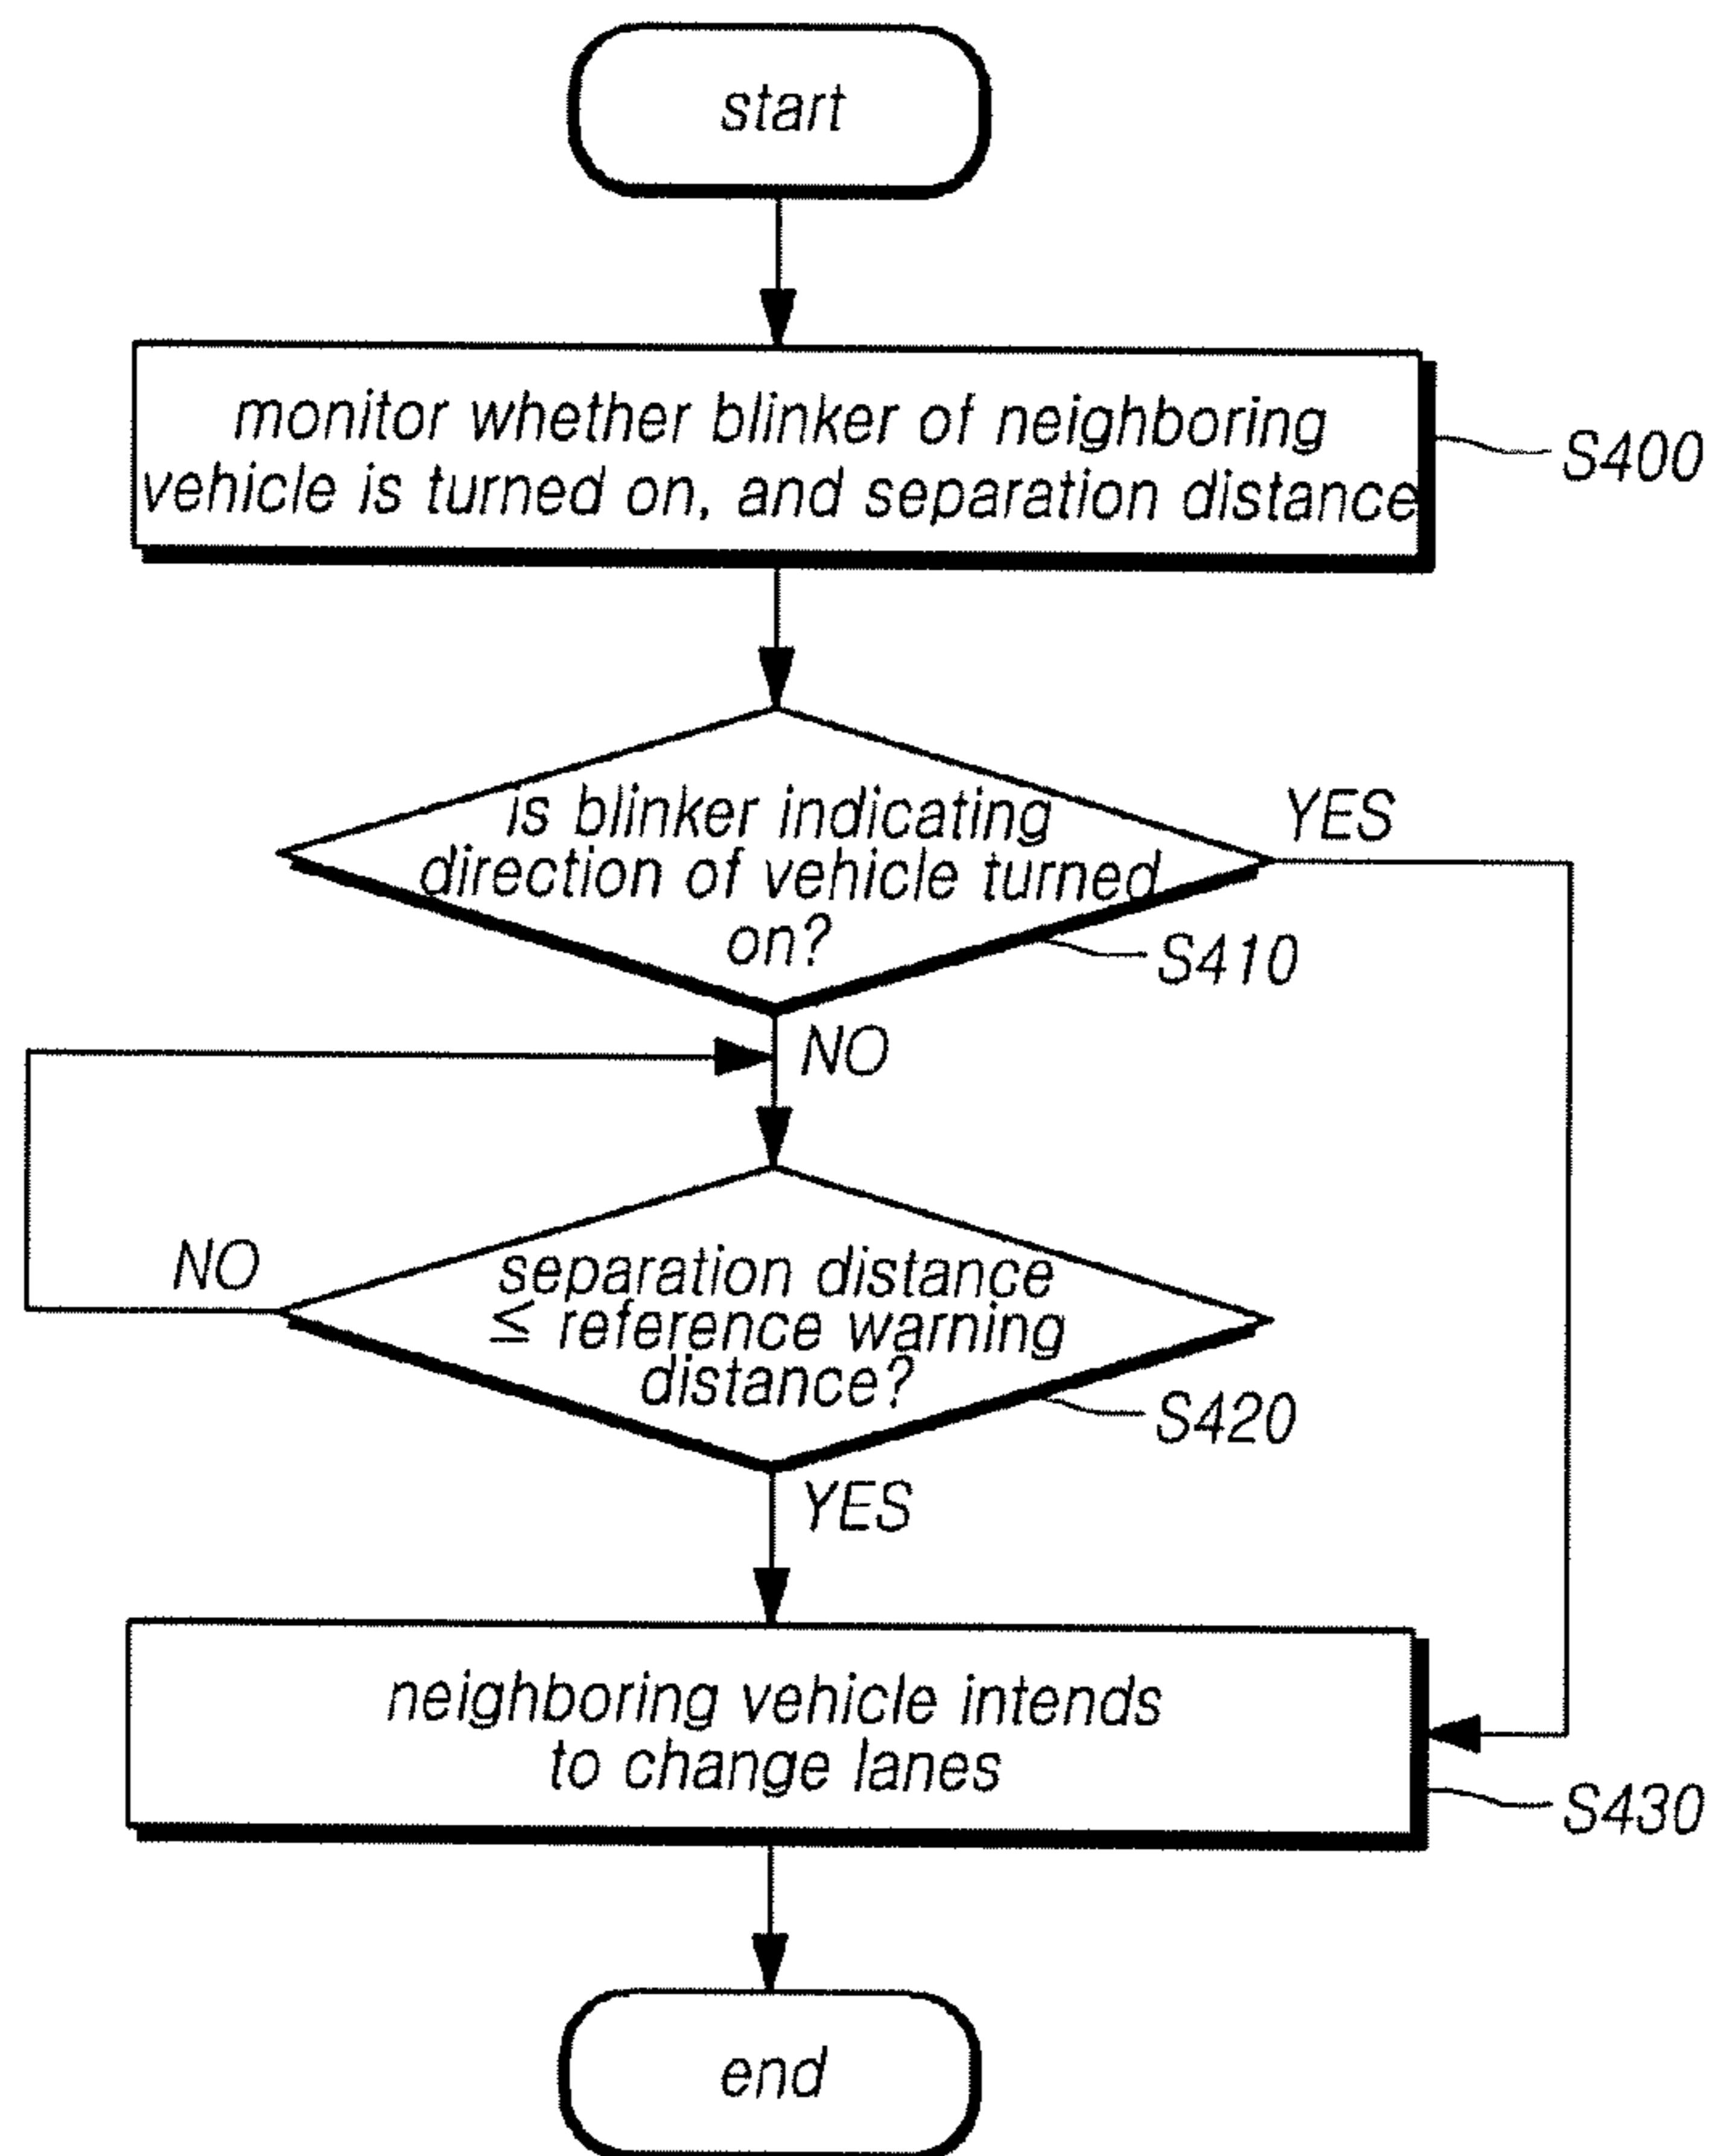 start
monitor whether blinker of neighboring
vehicle is turned on, and separation distance
S400
is blinker indicating
direction of vehicle turned
on?
YES
S410
NO
separation distance
≤ reference warning
distance?
NO
S420
YES
neighboring vehicle intends
to change lanes
S430
end